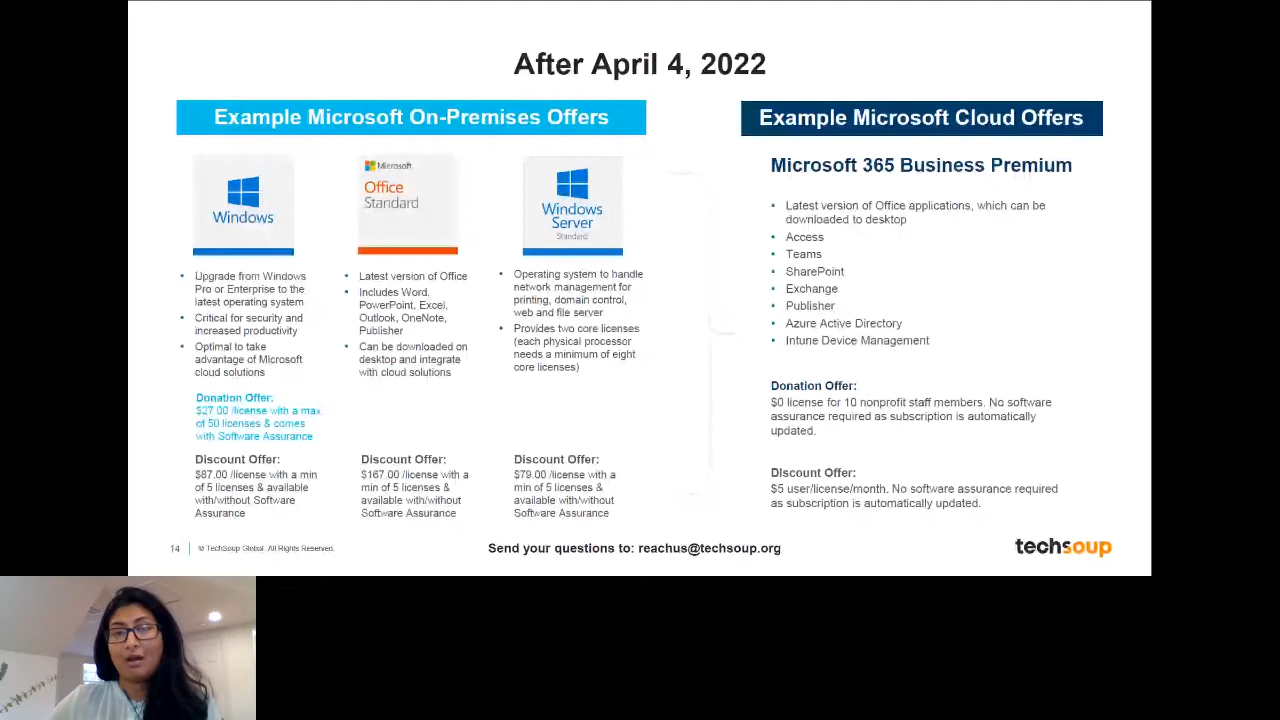 After April 4, 2022
Example Microsoft On-Premises Offers
Windows
Upgrade from Windows
Pro or Enterprise to the
latest operating system
Critical for security and
increased productivity
Optimal to take
advantage of Microsoft
cloud solutions
Donation Offer:
$27.00 /license with a max
of 50 licenses & comes
with Software Assurance
Discount Offer:
$87.00 /license with a min
of 5 licenses & available
with/without Software
Assurance
Microsoft
Office
Standard
Latest version of Office
Includes Word,
PowerPoint, Excel,
Outlook, OneNote,
Publisher
Can be downloaded on
desktop and integrate
with cloud solutions
Discount Offer:
$167.00 /license with a
min of 5 licenses &
available with/without
Software Assurance
Windows
Server
Standard
Operating system to handle
network management for
printing, domain control,
web and file server
Provides two core licenses
(each physical processor
needs a minimum of eight
core licenses)
Discount Offer:
$79.00 /license with a
min of 5 licenses &
available with/without
Software Assurance
Example Microsoft Cloud Offers
Microsoft 365 Business Premium
Latest version of Office applications, which can be
downloaded to desktop
Access
Teams
SharePoint
Exchange
Publisher
Azure Active Directory
Intune Device Management
Donation Offer:
$0 license for 10 nonprofit staff members. No software
assurance required as subscription is automatically
updated.
Discount Offer:
$5 user/license/month. No software assurance required
as subscription is automatically updated.
14
© TechSoup Global. All Rights Reserved.
Send your questions to: reachus@techsoup.org
techsoup